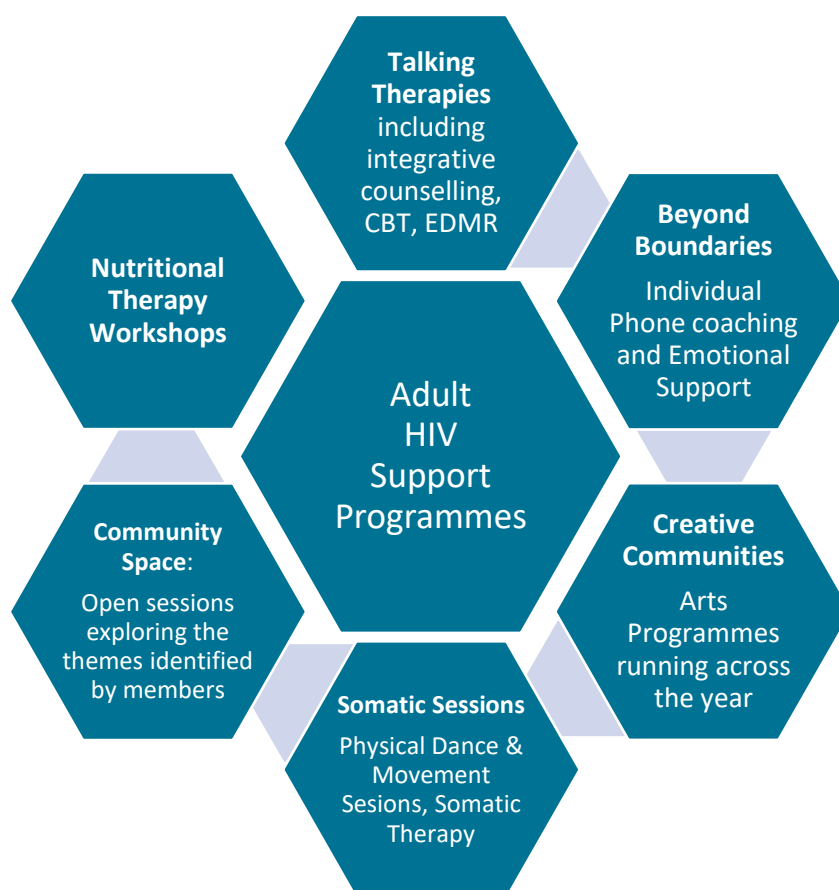 Talking
Therapies
including
integrative
counselling,
CBT, EDMR
Beyond
Boundaries
Individual
Phone coaching
and Emotional
Support
Creative
Communities
Arts
Programmes
running across
the year
Somatic Sessions
Physical Dance &
Movement
Sesions, Somatic
Therapy
Community
Space:
Open sessions
exploring the
themes identified
by members
Nutritional
Therapy
Workshops
Adult
HIV
Support
Programmes